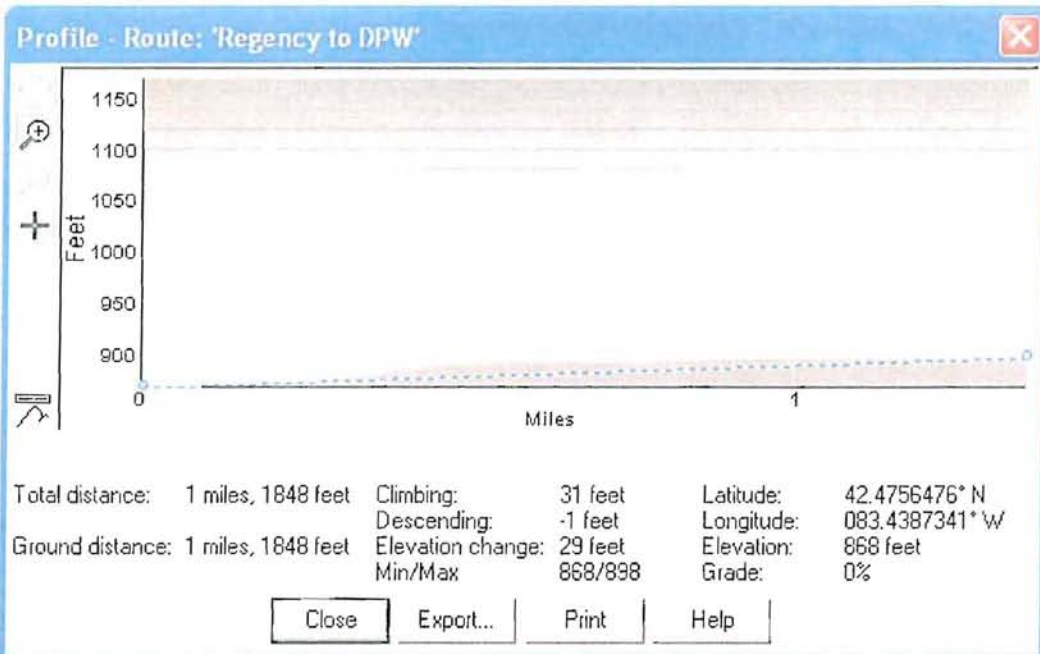 Profile - Route: 'Regency to DPW'
1150
1100
1050
Feet
1000
950
900
0 1
Miles
Total distance: 1 miles, 1848 feet Climbing: 31 feet Latitude: 42.4756476° N
Descending: -1 feet Longitude: 083.4387341° W
Ground distance: 1 miles, 1848 feet Elevation change: 29 feet Elevation: 868 feet
Min/Max 868/898 Grade: 0%
Close Export... Print Help